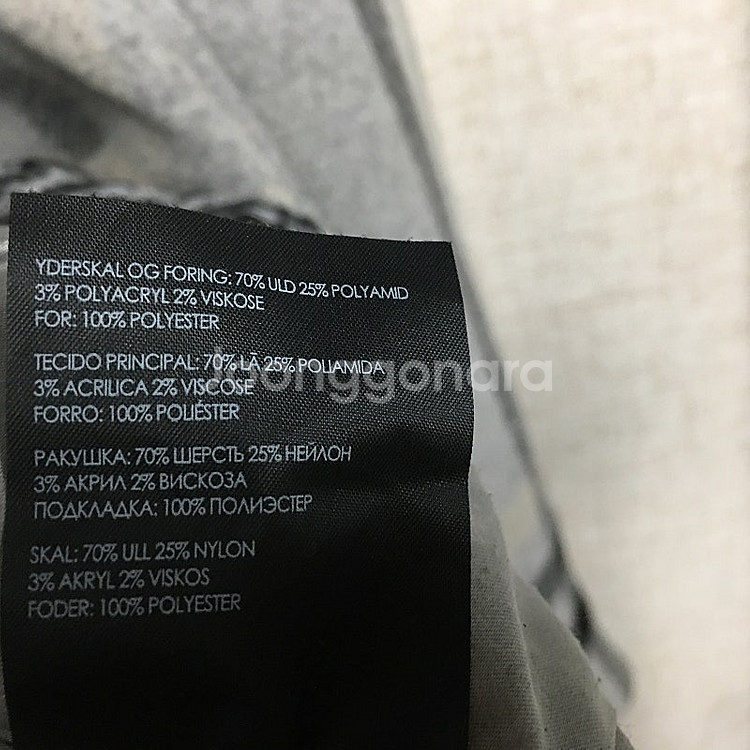 YDERSKAL OG FORING: 70% ULD 25% POLYAMID
3% POLYACRYL 2% VISKOSE
FOR: 100% POLYESTER
TECIDO PRINCIPAL: 70% LÃ 25% POLIAMIDA
3% ACRILICA 2% VISCOSE
FORRO: 100% POLIÉSTER
joonggonara
РАКУШКА: 70% ШЕРСТЬ 25% НЕЙЛОН
3% АКРИЛ 2% ВИСКОЗА
ПОДКЛАДКА: 100% ПОЛИЭСТЕР
SKAL: 70% ULL 25% NYLON
3% AKRYL 2% VISKOS
FODER: 100% POLYESTER